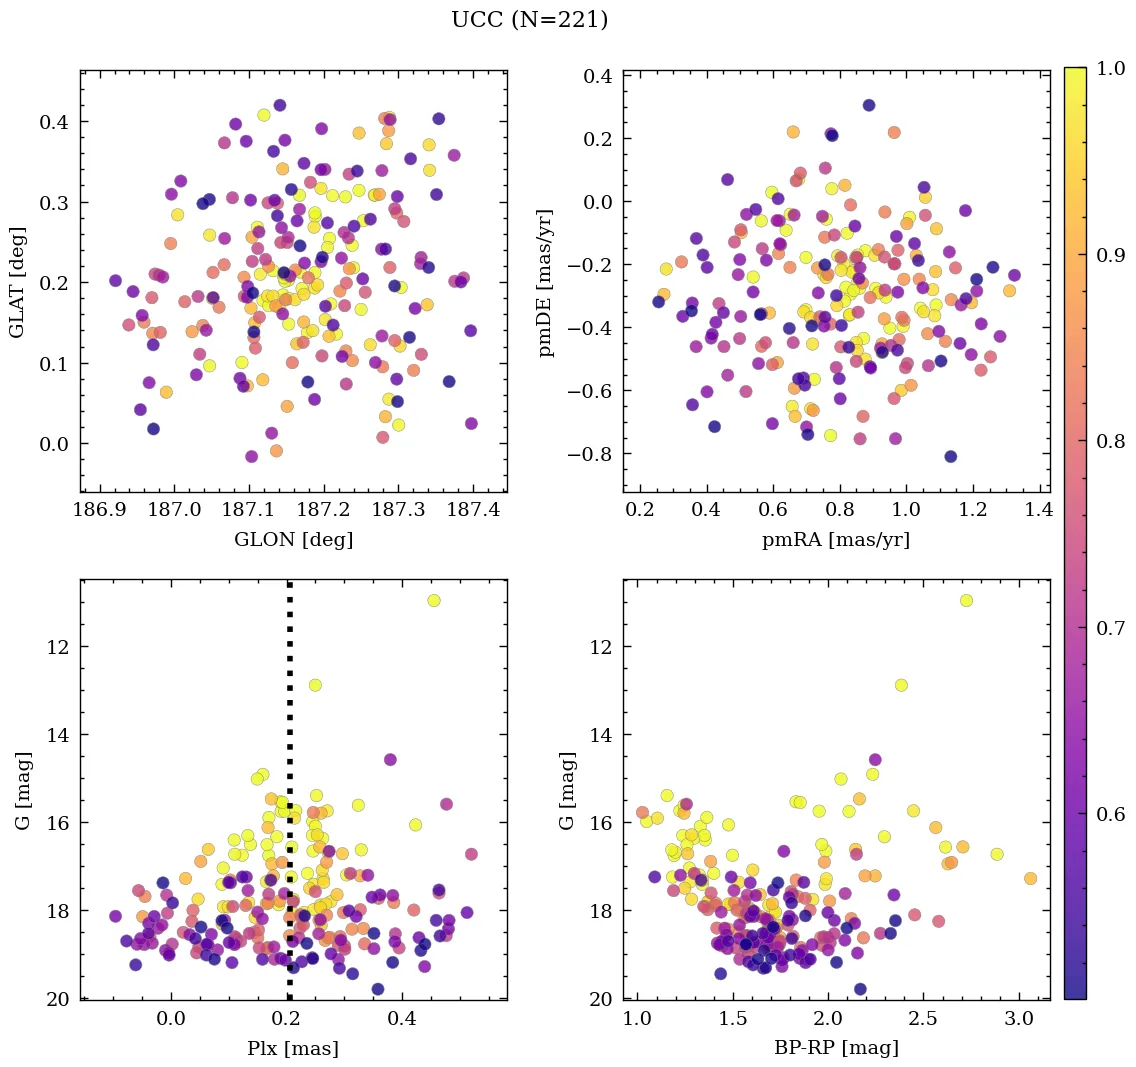 UCC (N=221)
0.4
0.3
0.2
0.1
0.0
GLAT [deg]
186.9 187.0 187.1 187.2 187.3 187.4
GLON [deg]
0.4
0.2
0.0
−0.2
−0.4
−0.6
−0.8
pmDE [mas/yr]
0.2 0.4 0.6 0.8 1.0 1.2 1.4
pmRA [mas/yr]
12
14
16
18
20
G [mag]
0.0 0.2 0.4
Plx [mas]
12
14
16
18
20
G [mag]
1.0 1.5 2.0 2.5 3.0
BP-RP [mag]
1.0
0.9
0.8
0.7
0.6